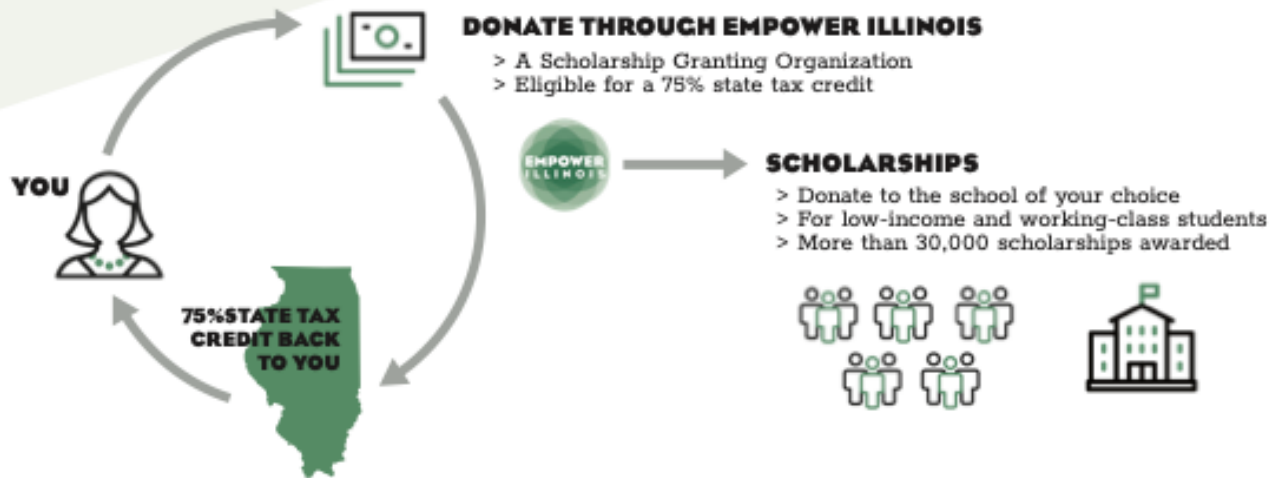 DONATE THROUGH EMPOWER ILLINOIS
> A Scholarship Granting Organization
> Eligible for a 75% state tax credit
EMPOWER
ILLINOIS
SCHOLARSHIPS
> Donate to the school of your choice
> For low-income and working-class students
> More than 30,000 scholarships awarded
YOU
75%STATE TAX
CREDIT BACK
TO YOU